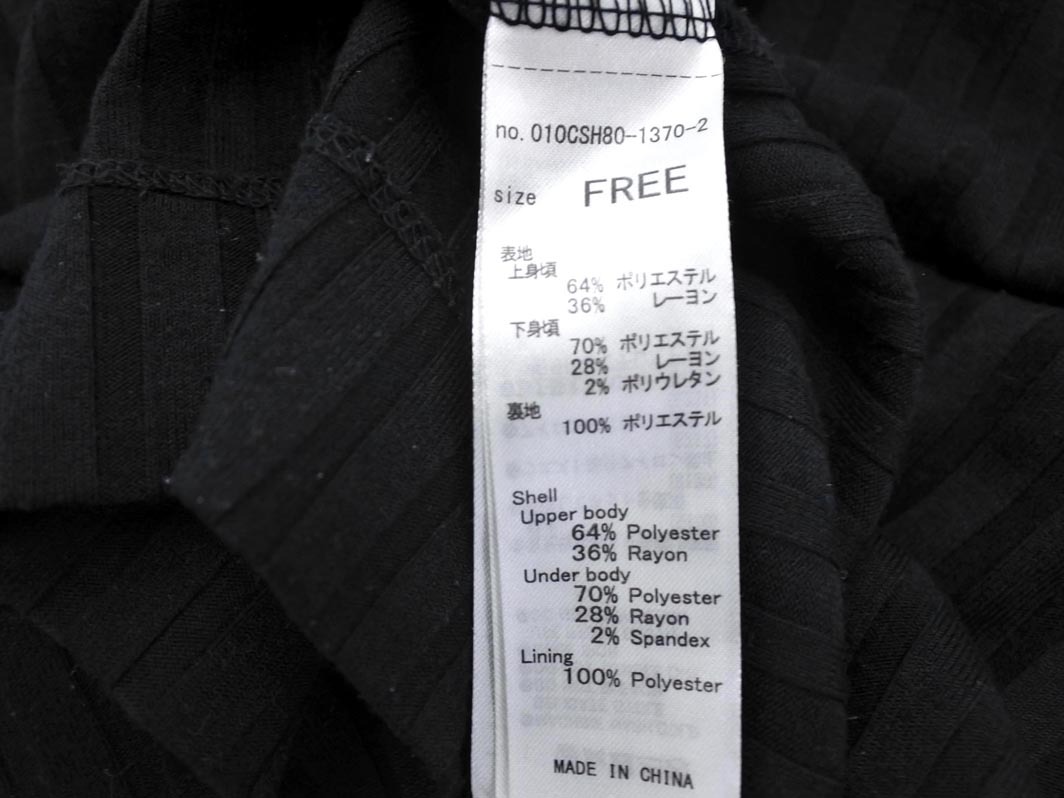 no. 010CSH80-1370-2
size FREE
表地
上身頃
64% ポリエステル
36% レーヨン
下身頃
70% ポリエステル
28% レーヨン
2% ポリウレタン
裏地
100% ポリエステル
Shell
Upper body
64% Polyester
36% Rayon
Under body
70% Polyester
28% Rayon
2% Spandex
Lining
100% Polyester
MADE IN CHINA